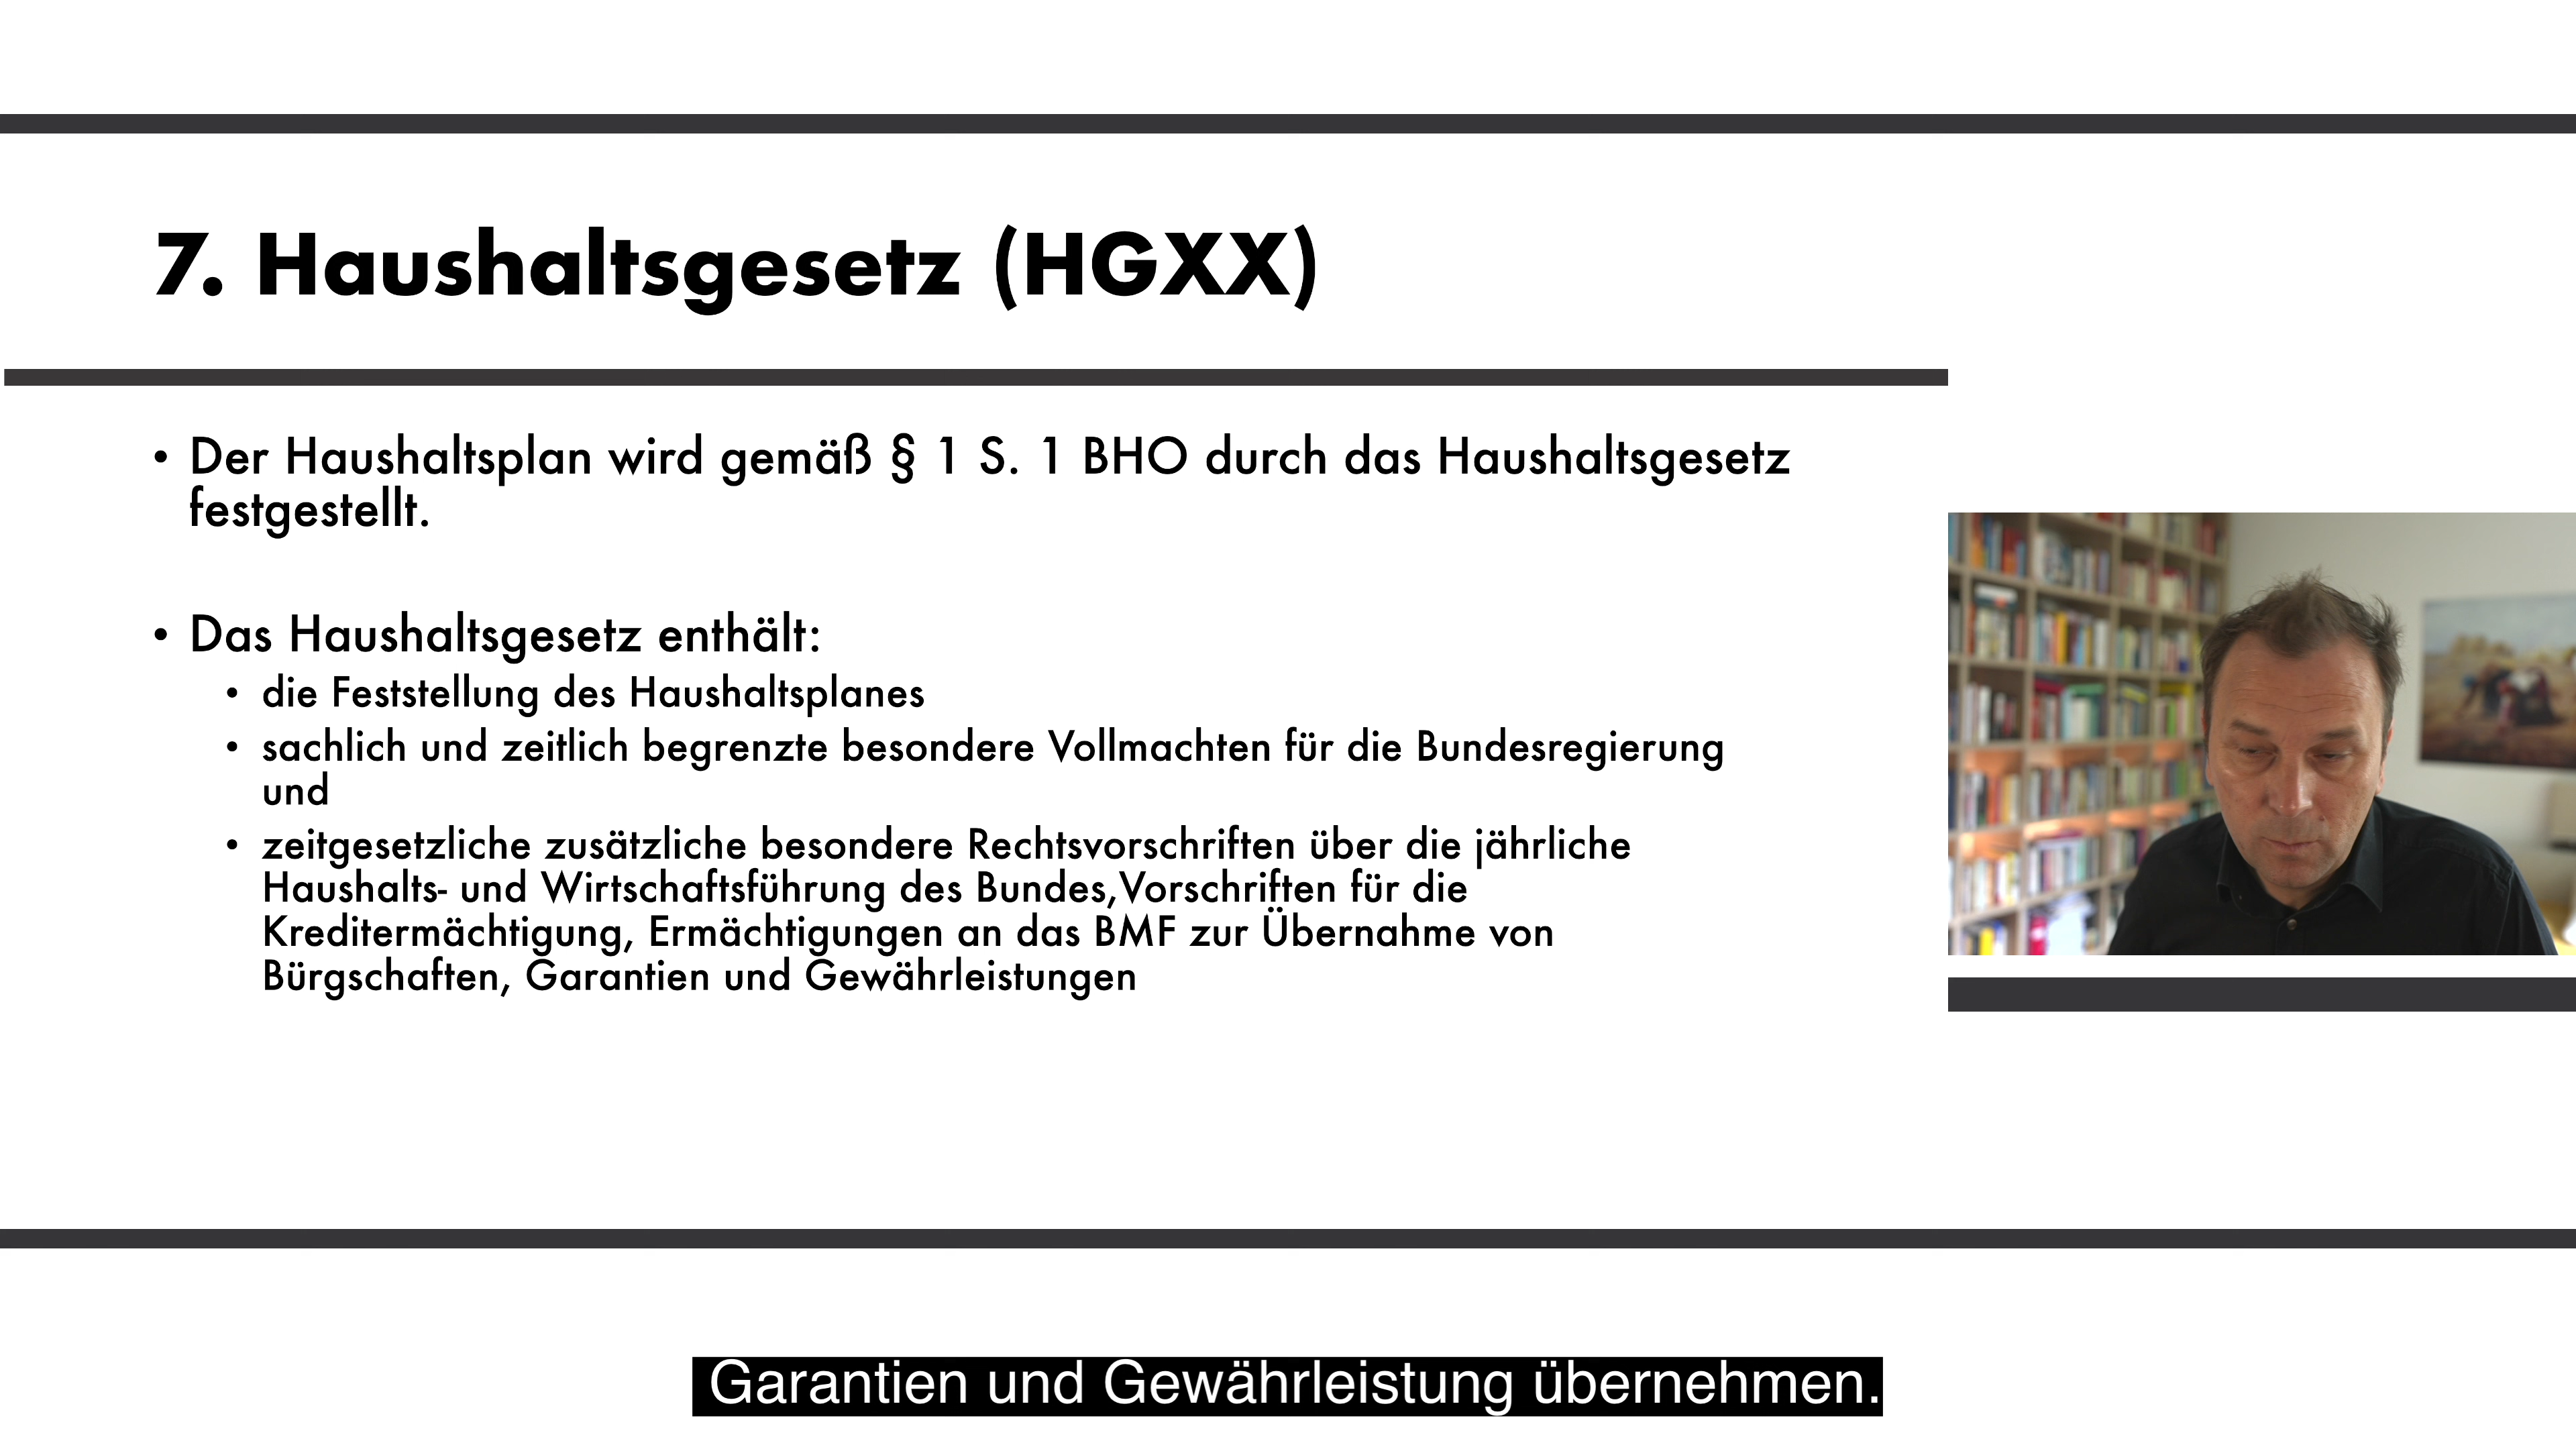 7. Haushaltsgesetz (HGXX)
• Der Haushaltsplan wird gemäß § 1 S. 1 BHO durch das Haushaltsgesetz
festgestellt.
• Das Haushaltsgesetz enthält:
• die Feststellung des Haushaltsplanes
• sachlich und zeitlich begrenzte besondere Vollmachten für die Bundesregierung
und
• zeitgesetzliche zusätzliche besondere Rechtsvorschriften über die jährliche
Haushalts- und Wirtschaftsführung des Bundes,Vorschriften für die
Kreditermächtigung, Ermächtigungen an das BMF zur Übernahme von
Bürgschaften, Garantien und Gewährleistungen
Garantien und Gewährleistung übernehmen.